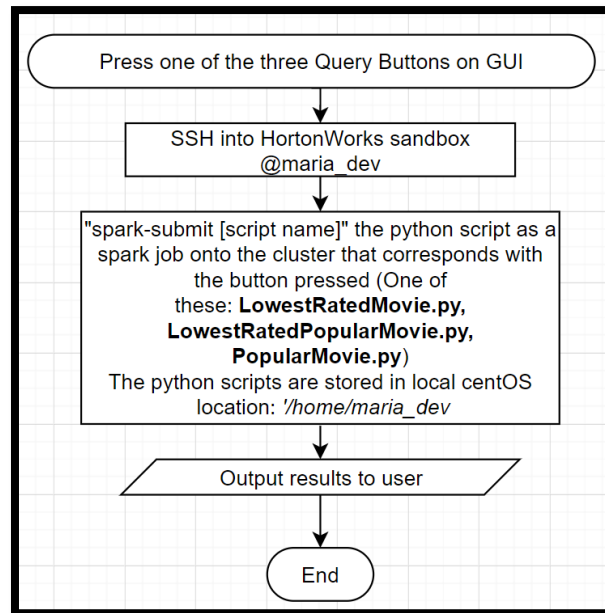 Press one of the three Query Buttons on GUI
SSH into HortonWorks sandbox
@maria_dev
"spark-submit [script name]" the python script as a
spark job onto the cluster that corresponds with
the button pressed (One of
these: LowestRatedMovie.py,
LowestRatedPopularMovie.py,
PopularMovie.py)
The python scripts are stored in local centOS
location: '/home/maria_dev
Output results to user
End